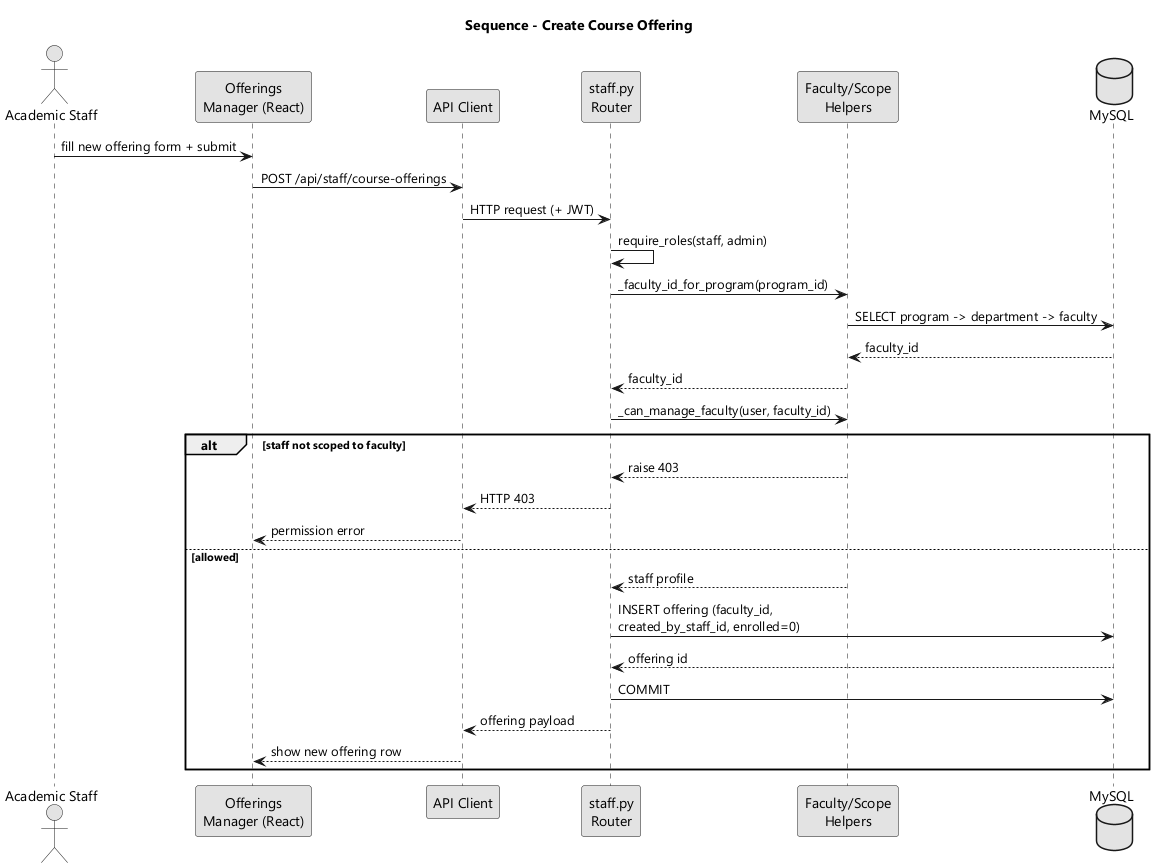 Sequence - Create Course Offering
Academic Staff
Offerings
Manager (React)
API Client
staff.py
Router
Faculty/Scope
Helpers
MySQL
fill new offering form + submit
POST /api/staff/course-offerings
HTTP request (+ JWT)
require_roles(staff, admin)
_faculty_id_for_program(program_id)
SELECT program -> department -> faculty
faculty_id
faculty_id
_can_manage_faculty(user, faculty_id)
alt [staff not scoped to faculty]
raise 403
HTTP 403
permission error
[allowed]
staff profile
INSERT offering (faculty_id,
created_by_staff_id, enrolled=0)
offering id
COMMIT
offering payload
show new offering row
Academic Staff
Offerings
Manager (React)
API Client
staff.py
Router
Faculty/Scope
Helpers
MySQL